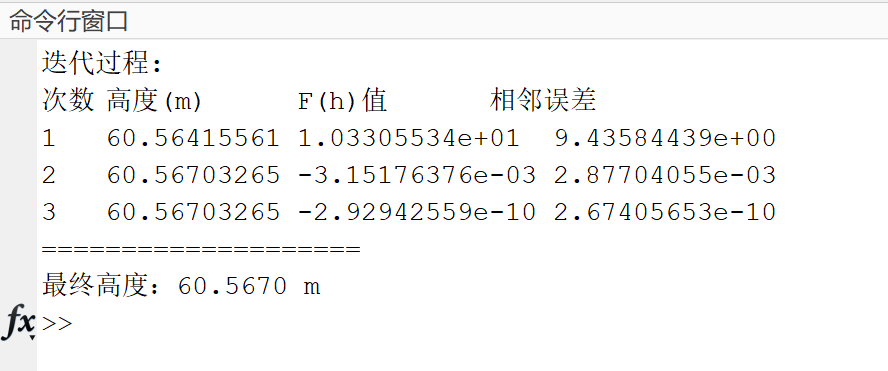 命令行窗口
迭代过程:
次数 高度(m) F(h)值 相邻误差
1 60.56415561 1.03305534e+01 9.43584439e+00
2 60.56703265 -3.15176376e-03 2.87704055e-03
3 60.56703265 -2.92942559e-10 2.67405653e-10
====================
最终高度: 60.5670 m
fx >>